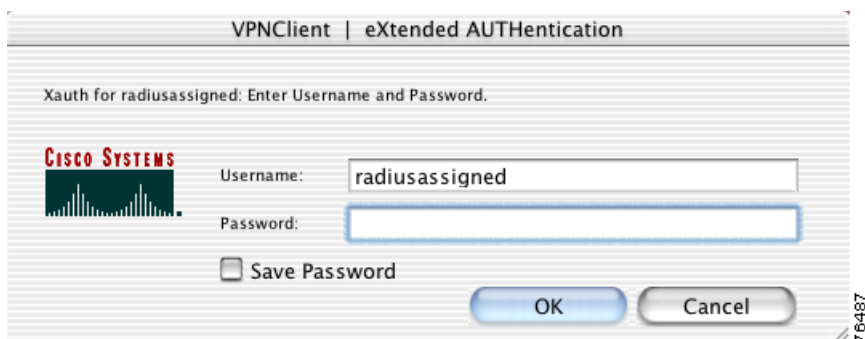 VPNClient | eXtended AUTHentication
Xauth for radiusassigned: Enter Username and Password.
CISCO SYSTEMS
Username: radiusassigned
Password:
Save Password
OK Cancel
76487